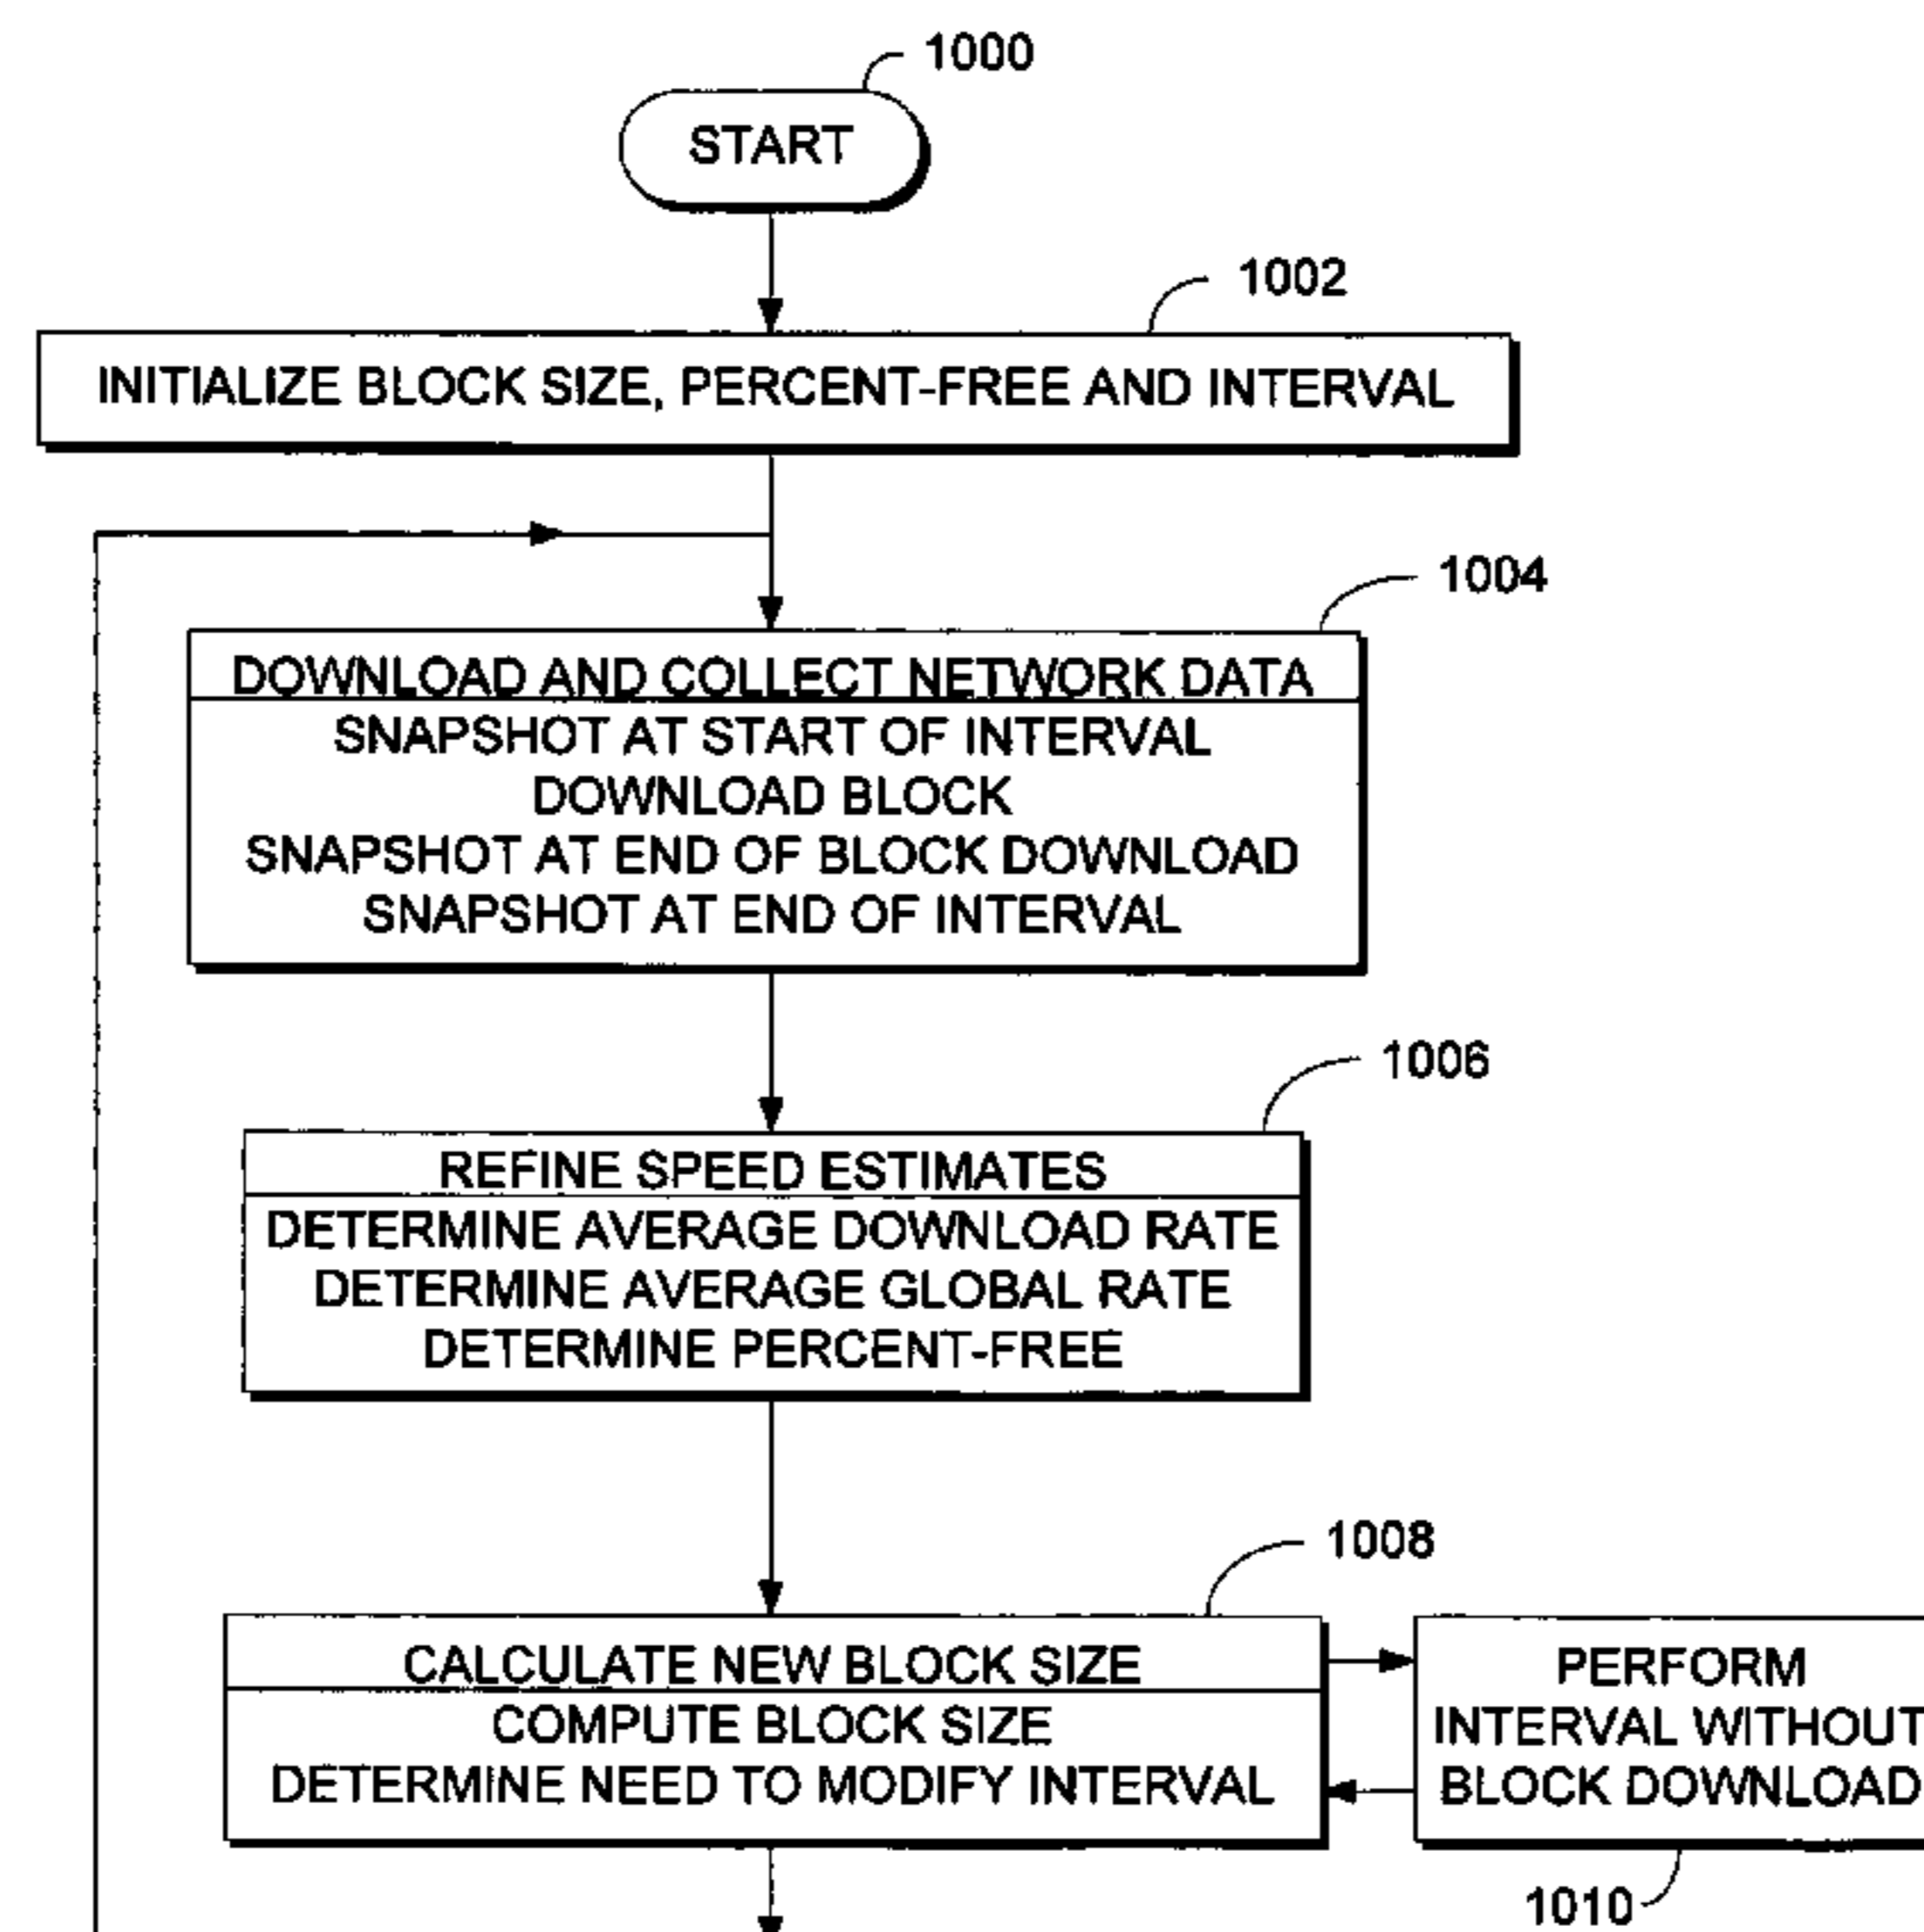 1000
START
1002
INITIALIZE BLOCK SIZE, PERCENT-FREE AND INTERVAL
1004
DOWNLOAD AND COLLECT NETWORK DATA
SNAPSHOT AT START OF INTERVAL
DOWNLOAD BLOCK
SNAPSHOT AT END OF BLOCK DOWNLOAD
SNAPSHOT AT END OF INTERVAL
1006
REFINE SPEED ESTIMATES
DETERMINE AVERAGE DOWNLOAD RATE
DETERMINE AVERAGE GLOBAL RATE
DETERMINE PERCENT-FREE
1008
CALCULATE NEW BLOCK SIZE
COMPUTE BLOCK SIZE
DETERMINE NEED TO MODIFY INTERVAL
PERFORM
INTERVAL WITHOUT
BLOCK DOWNLOAD
1010